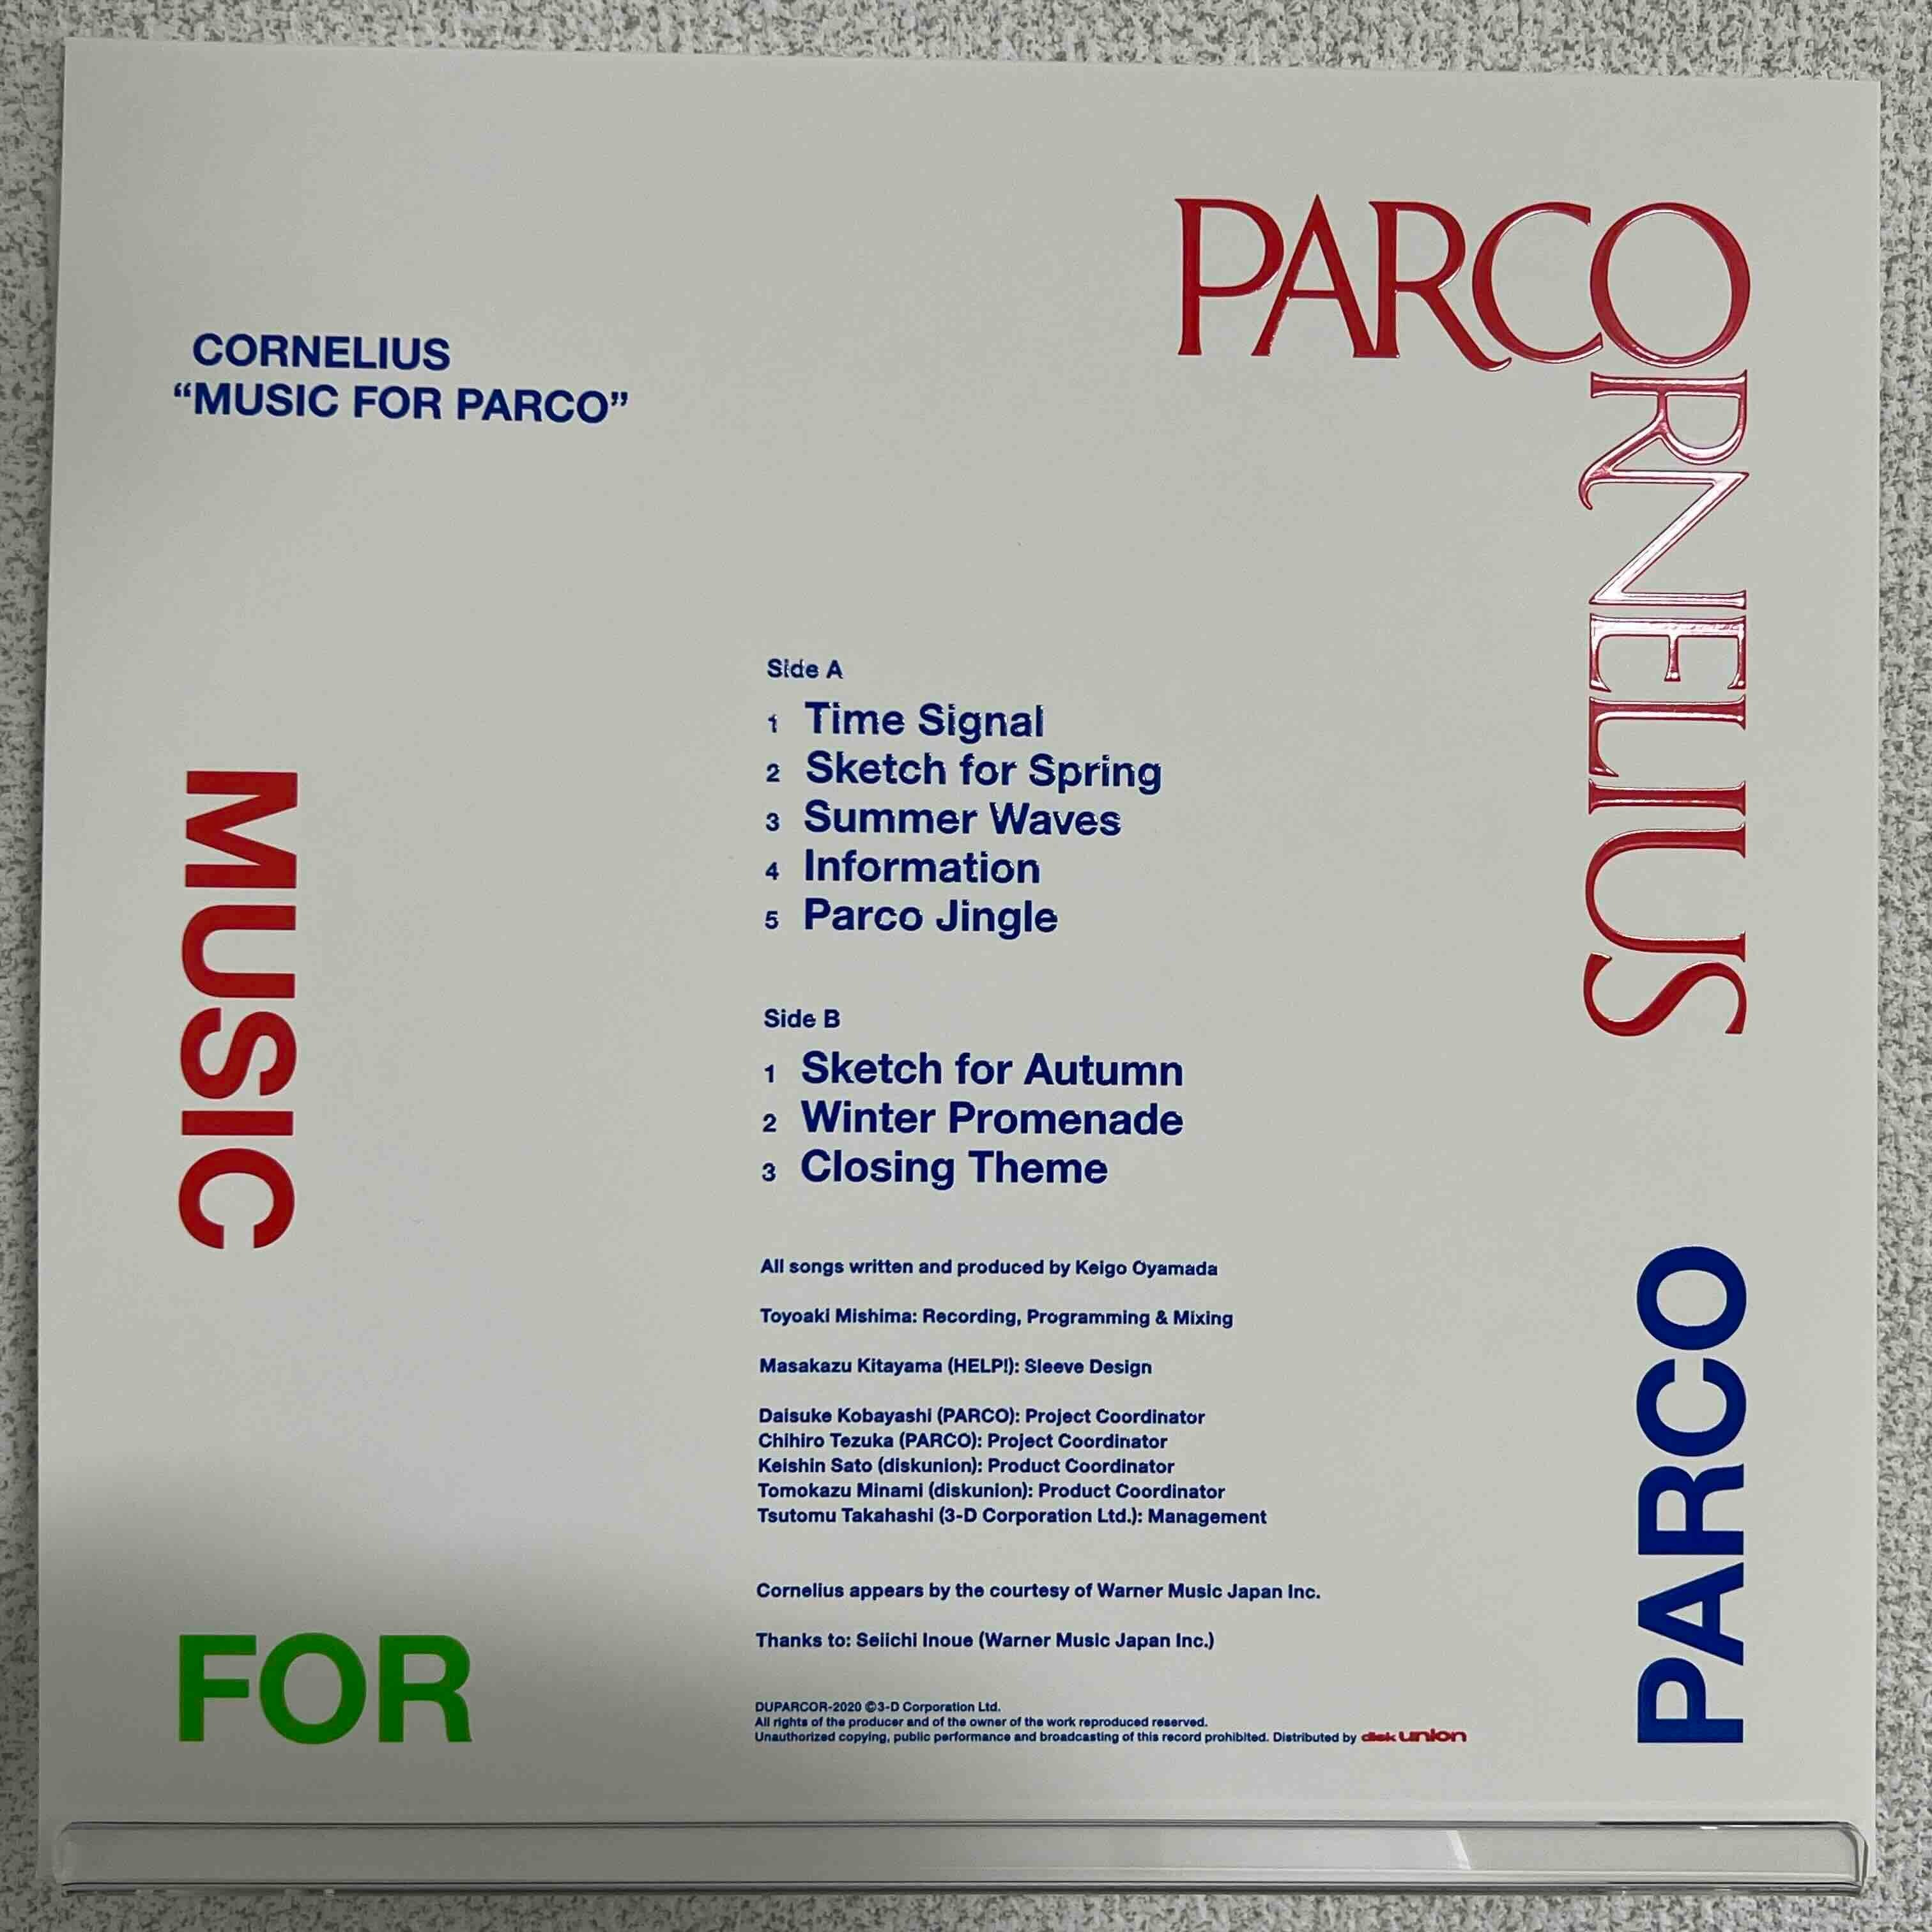 PARCORNELIUS
CORNELIUS
“MUSIC FOR PARCO”
Side A
1 Time Signal
2 Sketch for Spring
3 Summer Waves
4 Information
5 Parco Jingle
Side B
1 Sketch for Autumn
2 Winter Promenade
3 Closing Theme
All songs written and produced by Keigo Oyamada
Toyoaki Mishima: Recording, Programming & Mixing
Masakazu Kitayama (HELP!): Sleeve Design
Daisuke Kobayashi (PARCO): Project Coordinator
Chihiro Tezuka (PARCO): Project Coordinator
Keishin Sato (diskunion): Product Coordinator
Tomokazu Minami (diskunion): Product Coordinator
Tsutomu Takahashi (3-D Corporation Ltd.): Management
Cornelius appears by the courtesy of Warner Music Japan Inc.
Thanks to: Seiichi Inoue (Warner Music Japan Inc.)
DUPARCOR-2020 ©3-D Corporation Ltd.
All rights of the producer and of the owner of the work reproduced reserved.
Unauthorized copying, public performance and broadcasting of this record prohibited. Distributed by disk union
MUSIC
FOR
PARCO